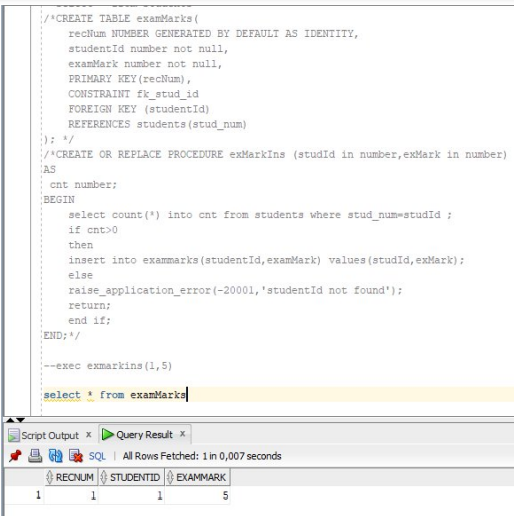 /*CREATE TABLE examMarks(
recNum NUMBER GENERATED BY DEFAULT AS IDENTITY,
studentId number not null,
examMark number not null,
PRIMARY KEY(recNum),
CONSTRAINT fk_stud_id
FOREIGN KEY (studentId)
REFERENCES students(stud_num)
); */
/*CREATE OR REPLACE PROCEDURE exMarkIns (studId in number,exMark in number)
AS
cnt number;
BEGIN
select count(*) into cnt from students where stud_num=studId ;
if cnt>0
then
insert into exammarks(studentId,examMark) values(studId,exMark);
else
raise_application_error(-20001,'studentId not found');
return;
end if;
END;*/
--exec exmarkins(1,5)
select * from examMarks
Script Output x Query Result x
SQL | All Rows Fetched: 1 in 0,007 seconds
RECNUM STUDENTID EXAMMARK
1 1 1 5